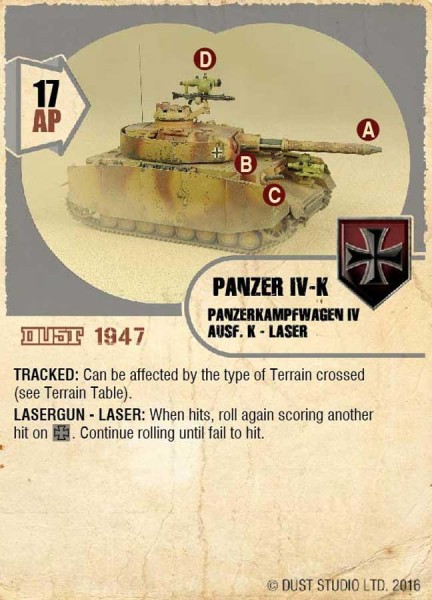 D
17
AP
A
B
C
PANZER IV-K
PANZERKAMPFWAGEN IV
AUSF. K - LASER
DUST 1947
TRACKED: Can be affected by the type of Terrain crossed
(see Terrain Table).
LASERGUN - LASER: When hits, roll again scoring another
hit on . Continue rolling until fail to hit.
© DUST STUDIO LTD. 2016